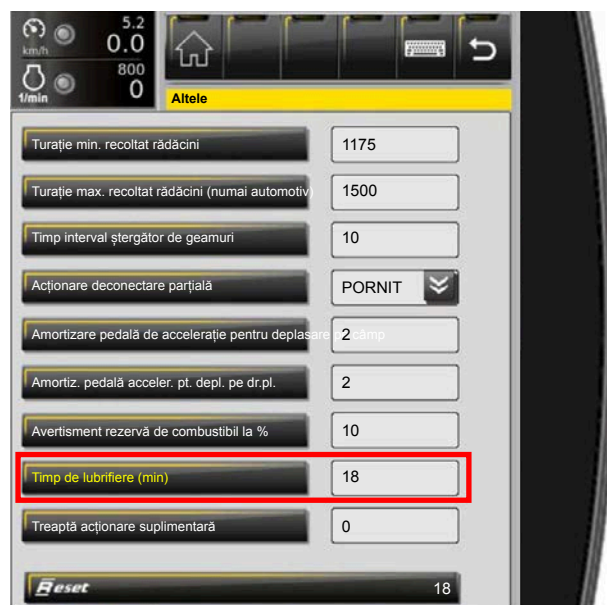 5.2
km/h 0.0
800
1/min 0
Altele
Turație min. recoltat rădăcini 1175
Turație max. recoltat rădăcini (numai automotiv) 1500
Timp interval ștergător de geamuri 10
Acționare deconectare parțială PORNIT
Amortizare pedală de accelerație pentru deplasare pe câmp 2
Amortiz. pedală acceler. pt. depl. pe dr.pl. 2
Avertisment rezervă de combustibil la % 10
Timp de lubrifiere (min) 18
Treaptă acționare suplimentară 0
Reset 18